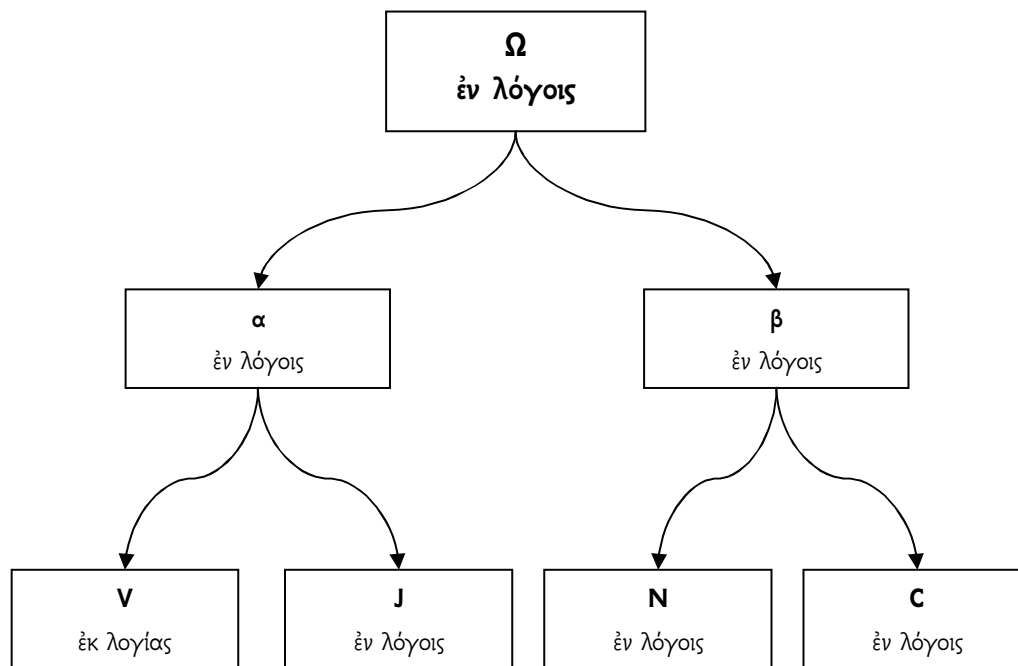 Ω
ἐν λόγοις
α
ἐν λόγοις
β
ἐν λόγοις
V
ἐκ λογίας
J
ἐν λόγοις
N
ἐν λόγοις
C
ἐν λόγοις